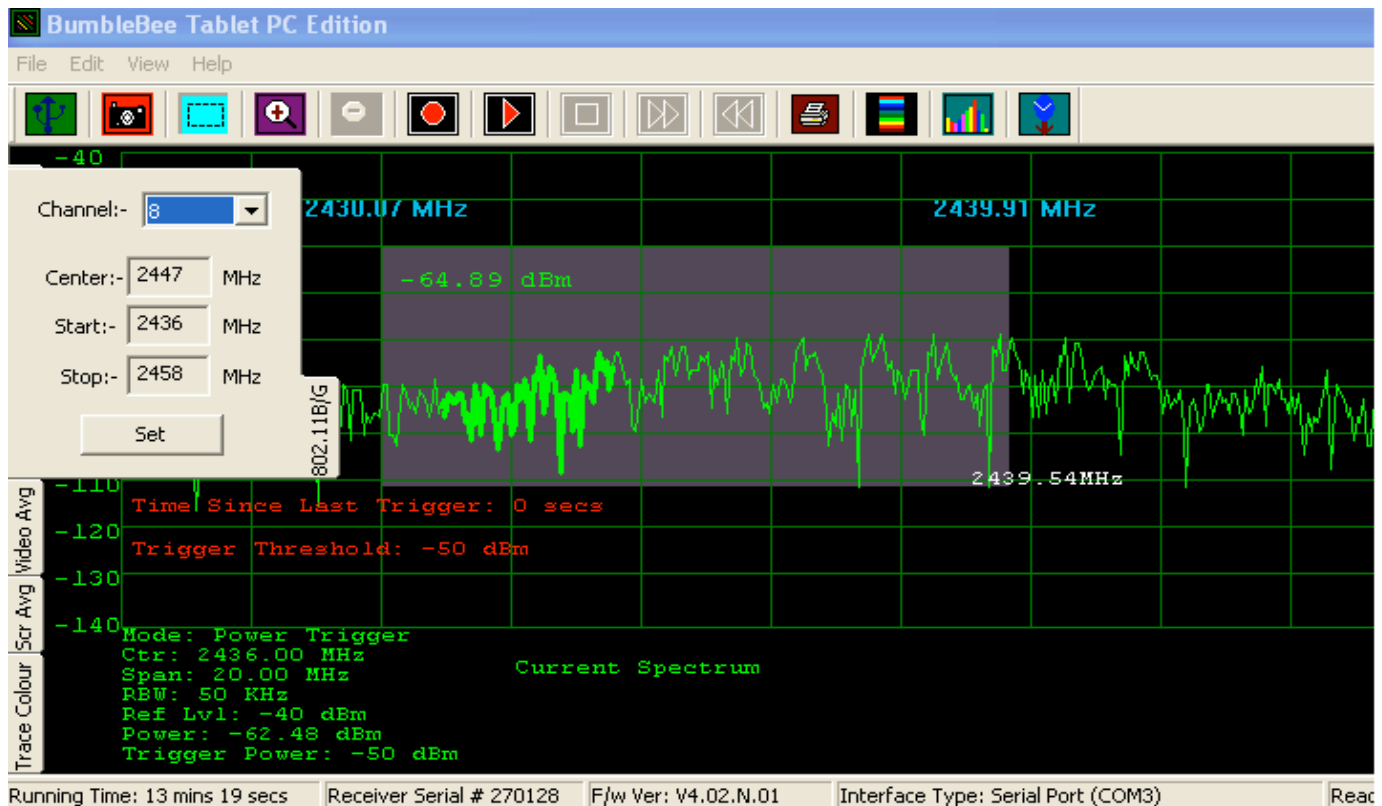 BumbleBee Tablet PC Edition
File Edit View Help
-40
Channel:- 8
2430.07 MHz 2439.91 MHz
Center:- 2447 MHz
-64.89 dBm
Start:- 2436 MHz
Stop:- 2458 MHz
Set
802.11B/G
2439.54MHz
-110
Time Since Last Trigger: 0 secs
-120
Trigger Threshold: -50 dBm
-130
-140
Video Avg
Scr Avg
Trace Colour
Mode: Power Trigger
Ctr: 2436.00 MHz
Span: 20.00 MHz
RBW: 50 KHz
Ref Lvl: -40 dBm
Power: -62.48 dBm
Trigger Power: -50 dBm
Current Spectrum
Running Time: 13 mins 19 secs Receiver Serial # 270128 F/w Ver: V4.02.N.01 Interface Type: Serial Port (COM3)